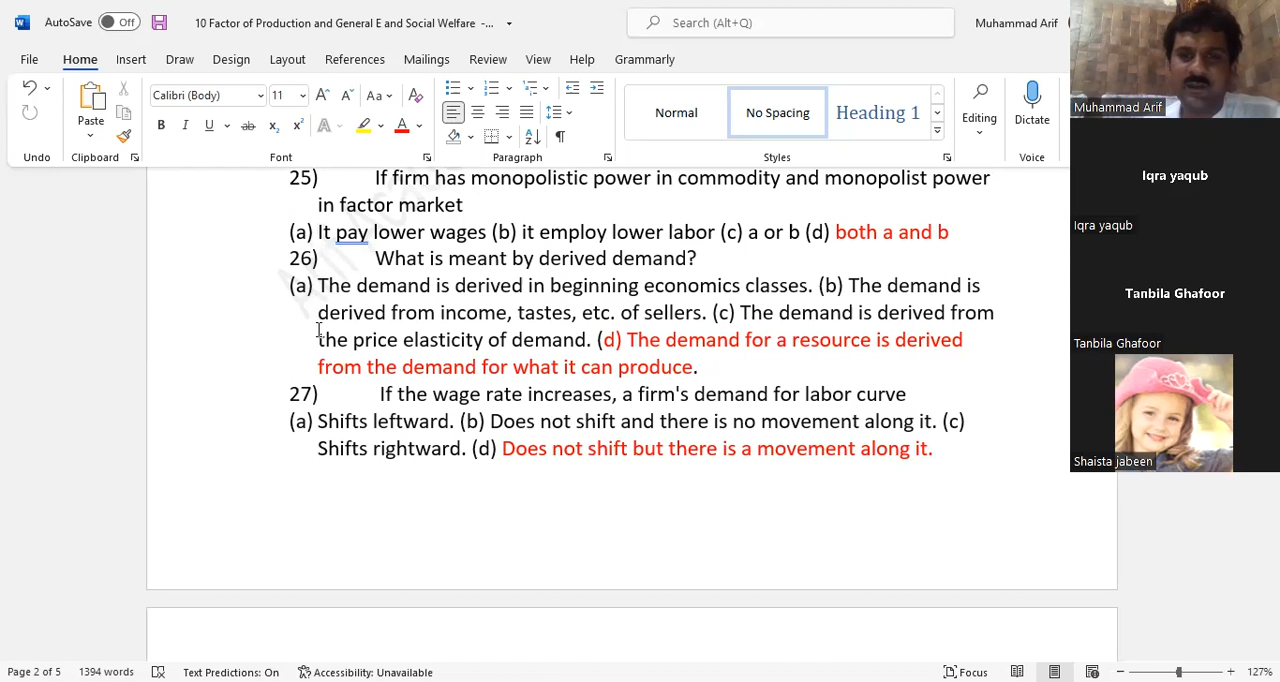 AutoSave Off 10 Factor of Production and General E and Social Welfare -... Search (Alt+Q) Muhammad Arif
File Home Insert Draw Design Layout References Mailings Review View Help Grammarly
Calibri (Body) 11 Aa
Paste
Normal No Spacing Heading 1
Editing Dictate
Undo Clipboard Font Paragraph Styles Voice
25) If firm has monopolistic power in commodity and monopolist power
in factor market
(a) It pay lower wages (b) it employ lower labor (c) a or b (d) both a and b
26) What is meant by derived demand?
(a) The demand is derived in beginning economics classes. (b) The demand is
derived from income, tastes, etc. of sellers. (c) The demand is derived from
the price elasticity of demand. (d) The demand for a resource is derived
from the demand for what it can produce.
27) If the wage rate increases, a firm's demand for labor curve
(a) Shifts leftward. (b) Does not shift and there is no movement along it. (c)
Shifts rightward. (d) Does not shift but there is a movement along it.
Page 2 of 5 1394 words Text Predictions: On Accessibility: Unavailable Focus 127%
Muhammad Arif
Iqra yaqub
Iqra yaqub
Tanbila Ghafoor
Tanbila Ghafoor
Shaista jabeen